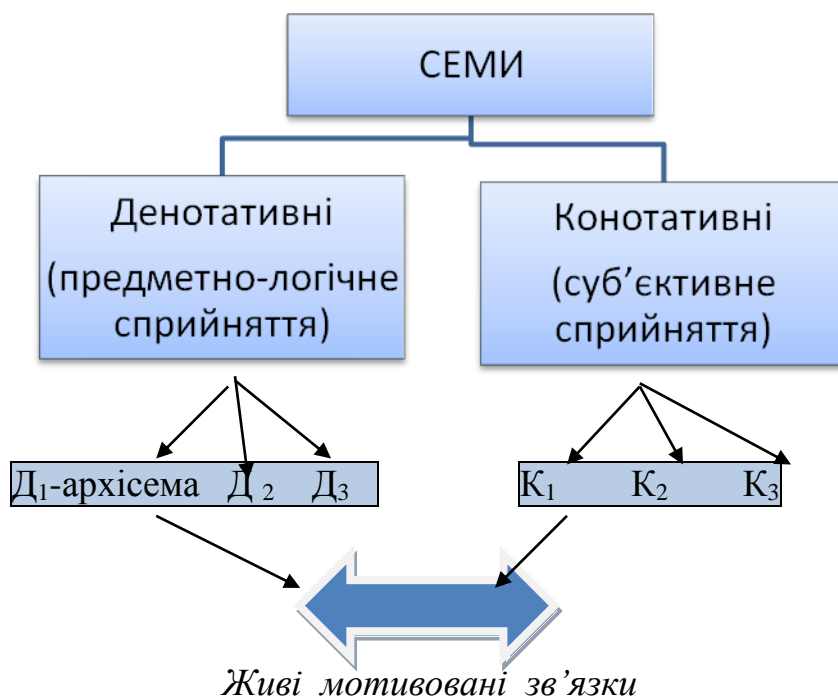 СЕМИ
Денотативні
(предметно-логічне
сприйняття)
Конотативні
(суб’єктивне
сприйняття)
Д₁-архісема Д ₂ Д₃
К₁ К₂ К₃
Живі мотивовані зв’язки